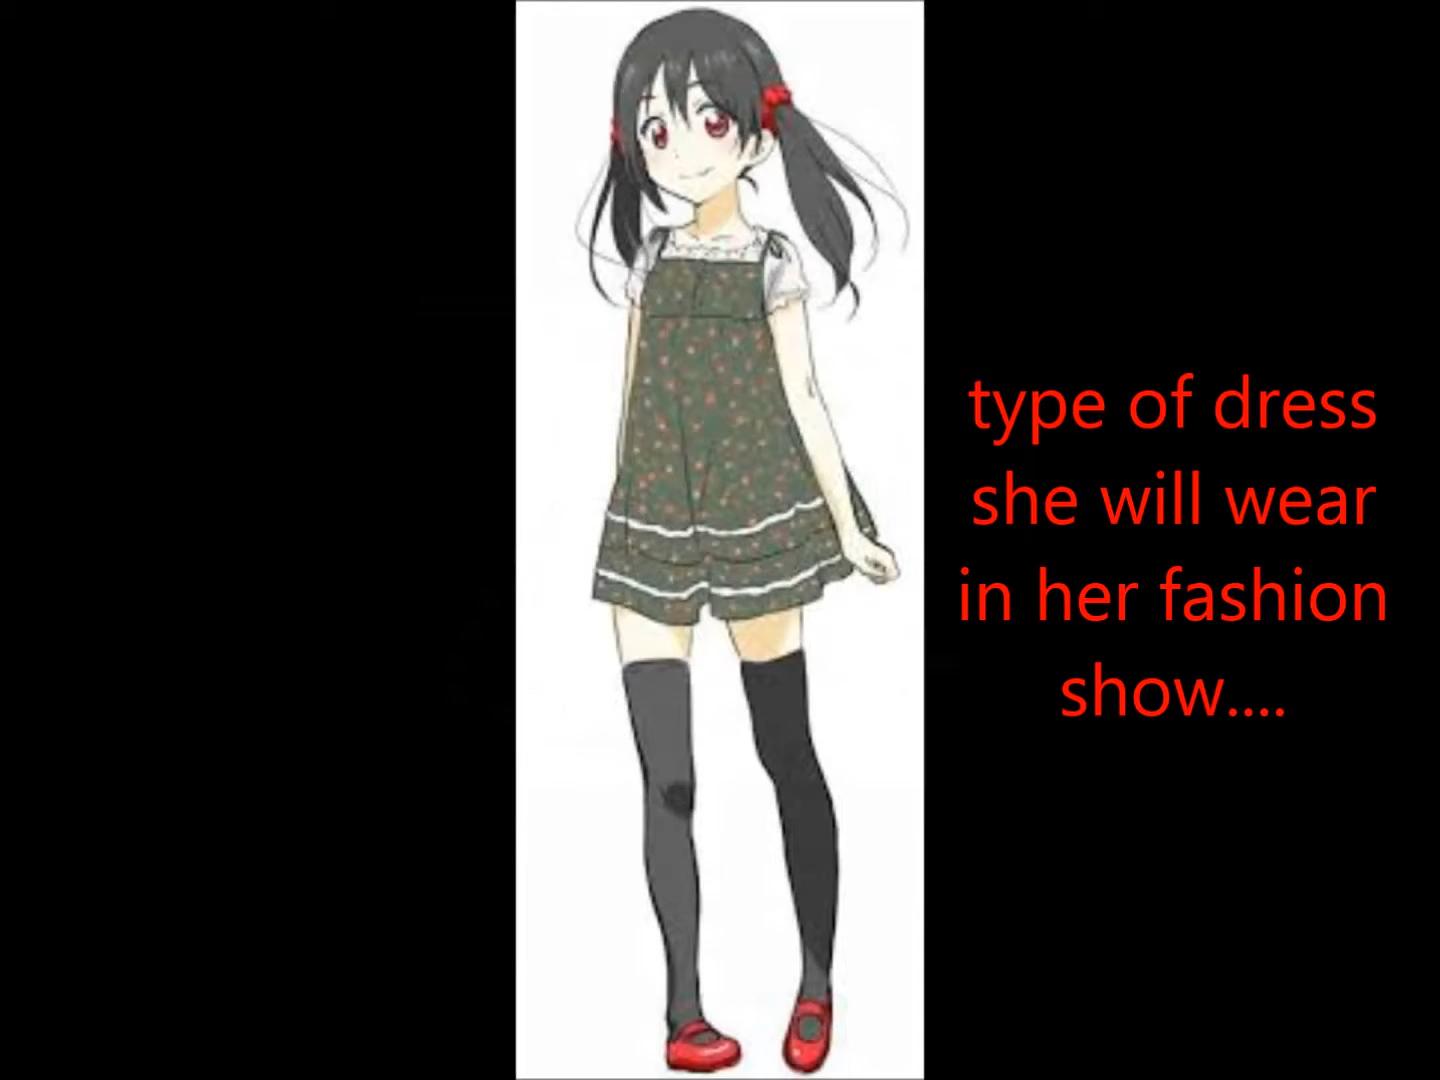 type of dress
she will wear
in her fashion
show....